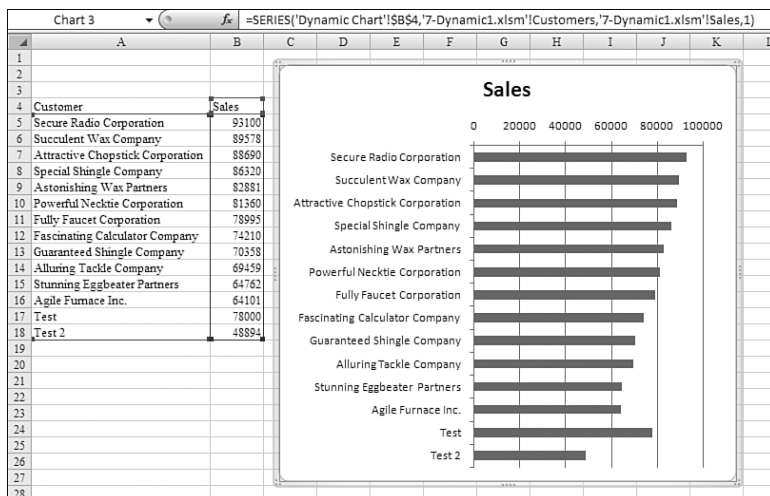 Chart 3 fx =SERIES('Dynamic Chart'!$B$4,'7-Dynamic1.xlsm'!Customers,'7-Dynamic1.xlsm'!Sales,1)
A B C D E F G H I J K L
1
2
3
4 Customer Sales
5 Secure Radio Corporation 93100
6 Succulent Wax Company 89578
7 Attractive Chopstick Corporation 88690
8 Special Shingle Company 86320
9 Astonishing Wax Partners 82881
10 Powerful Necktie Corporation 81360
11 Fully Faucet Corporation 78995
12 Fascinating Calculator Company 74210
13 Guaranteed Shingle Company 70358
14 Alluring Tackle Company 69459
15 Stunning Eggbeater Partners 64762
16 Agile Furnace Inc. 64101
17 Test 78000
18 Test 2 48894
19
20
21
22
23
24
25
26
27
28
Sales
0 20000 40000 60000 80000 100000
Secure Radio Corporation
Succulent Wax Company
Attractive Chopstick Corporation
Special Shingle Company
Astonishing Wax Partners
Powerful Necktie Corporation
Fully Faucet Corporation
Fascinating Calculator Company
Guaranteed Shingle Company
Alluring Tackle Company
Stunning Eggbeater Partners
Agile Furnace Inc.
Test
Test 2